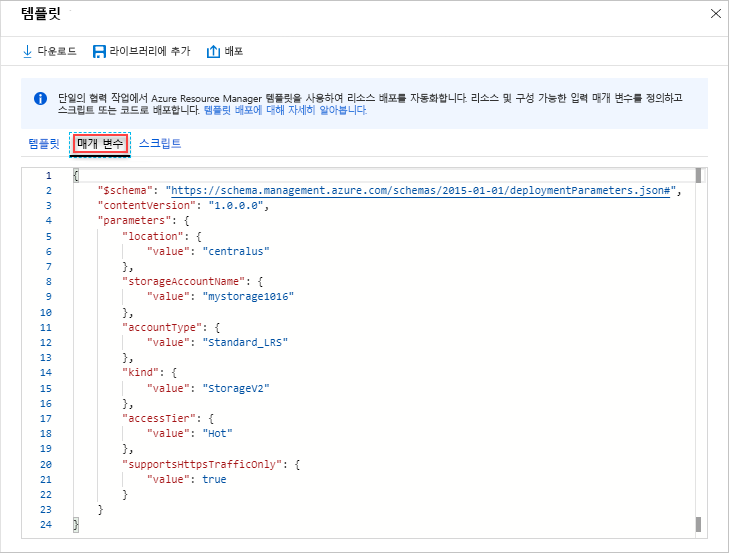 템플릿
다운로드 라이브러리에 추가 배포
단일의 협력 작업에서 Azure Resource Manager 템플릿을 사용하여 리소스 배포를 자동화합니다. 리소스 및 구성 가능한 입력 매개 변수를 정의하고
스크립트 또는 코드로 배포합니다. 템플릿 배포에 대해 자세히 알아봅니다.
템플릿 매개 변수 스크립트
1 {
2 "$schema": "https://schema.management.azure.com/schemas/2015-01-01/deploymentParameters.json#",
3 "contentVersion": "1.0.0.0",
4 "parameters": {
5 "location": {
6 "value": "centralus"
7 },
8 "storageAccountName": {
9 "value": "mystorage1016"
10 },
11 "accountType": {
12 "value": "Standard_LRS"
13 },
14 "kind": {
15 "value": "StorageV2"
16 },
17 "accessTier": {
18 "value": "Hot"
19 },
20 "supportsHttpsTrafficOnly": {
21 "value": true
22 }
23 }
24 }